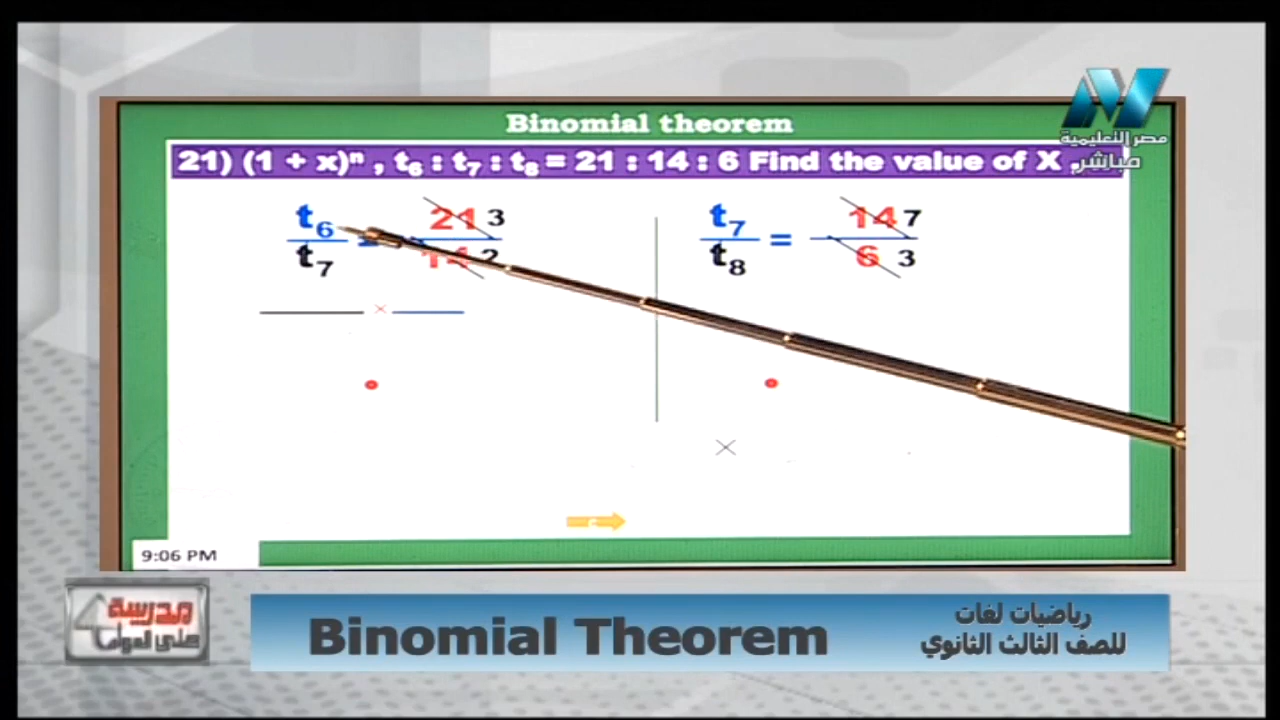 مصر التعليمية
مباشر
Binomial theorem
21) (1 + x)ⁿ , t₆ : t₇ : t₈ = 21 : 14 : 6 Find the value of X ,
t₆ / t₇ = 21 3 / 14 2
t₇ / t₈ = 14 7 / 6 3
×
×
9:06 PM
مدرسة
على الهواء
Binomial Theorem
رياضيات لغات
للصف الثالث الثانوي